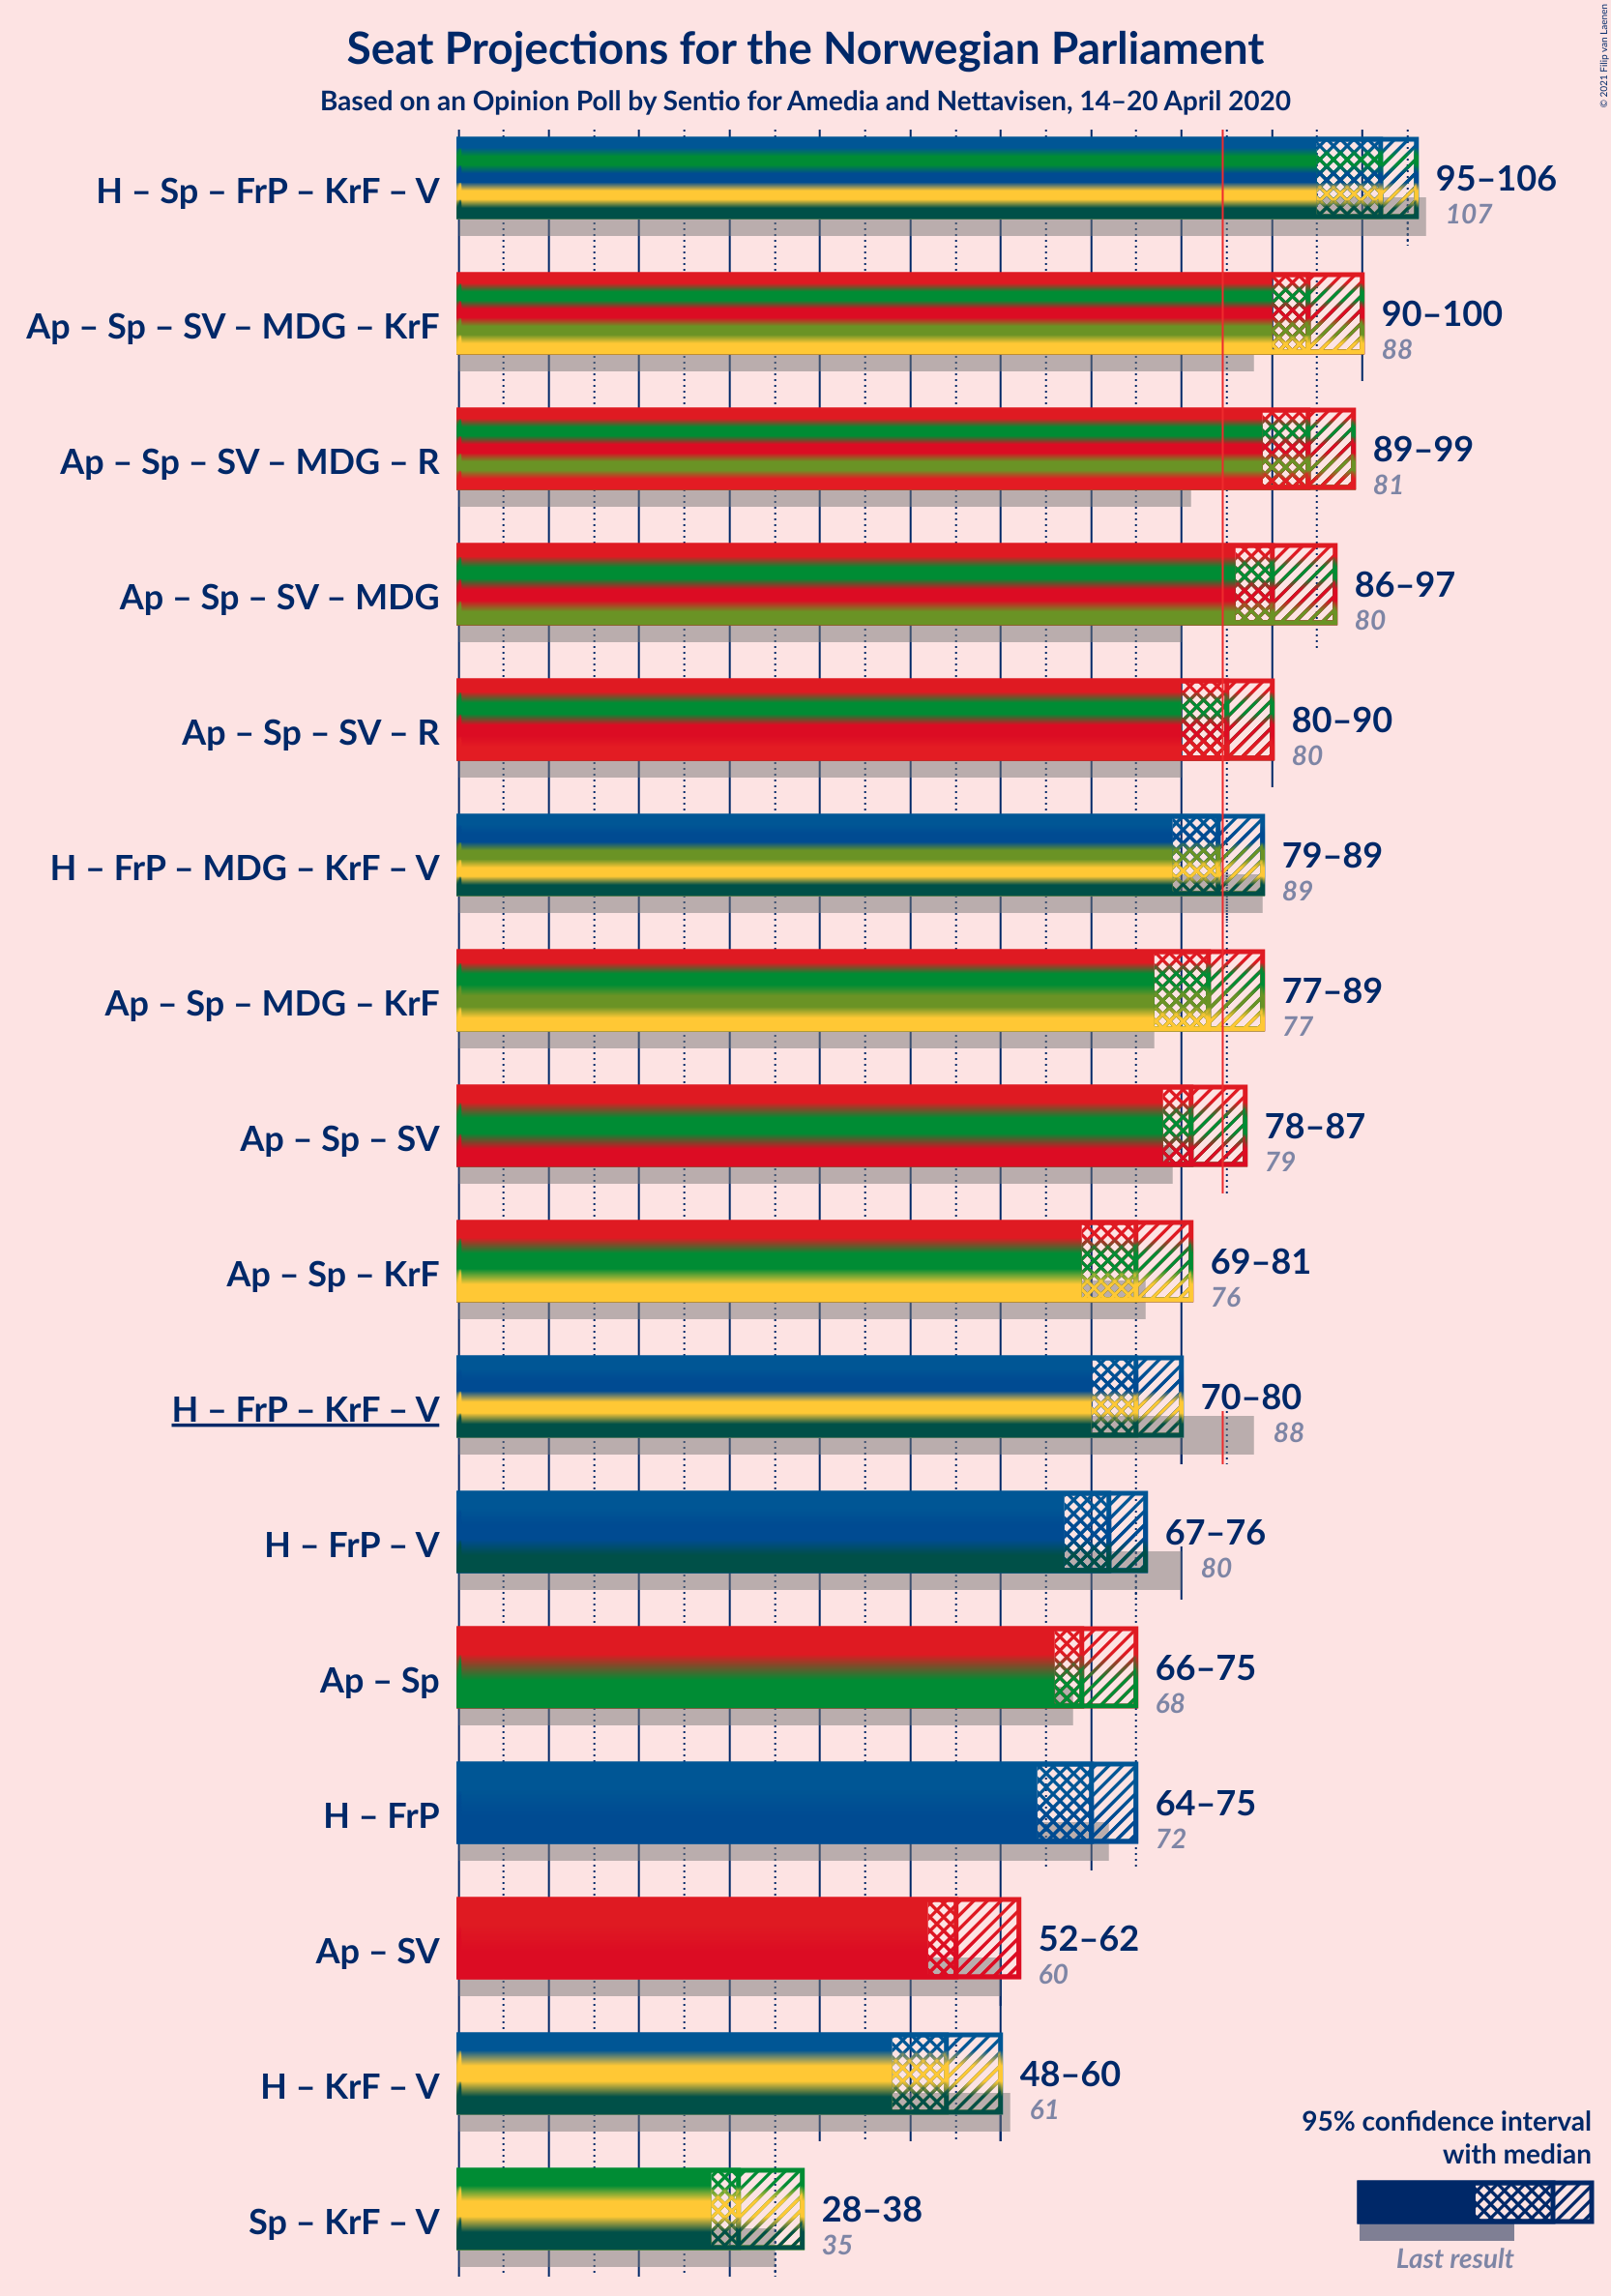 Seat Projections for the Norwegian Parliament
Based on an Opinion Poll by Sentio for Amedia and Nettavisen, 14–20 April 2020
© 2021 Filip van Laenen
H – Sp – FrP – KrF – V
95–106
107
Ap – Sp – SV – MDG – KrF
90–100
88
Ap – Sp – SV – MDG – R
89–99
81
Ap – Sp – SV – MDG
86–97
80
Ap – Sp – SV – R
80–90
80
H – FrP – MDG – KrF – V
79–89
89
Ap – Sp – MDG – KrF
77–89
77
Ap – Sp – SV
78–87
79
Ap – Sp – KrF
69–81
76
H – FrP – KrF – V
70–80
88
H – FrP – V
67–76
80
Ap – Sp
66–75
68
H – FrP
64–75
72
Ap – SV
52–62
60
H – KrF – V
48–60
61
Sp – KrF – V
28–38
35
95% confidence interval
with median
Last result